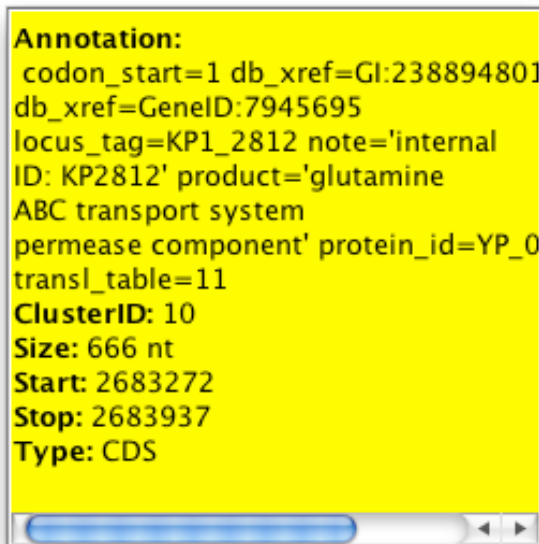 Annotation:
codon_start=1 db_xref=GI:238894801
db_xref=GeneID:7945695
locus_tag=KP1_2812 note='internal
ID: KP2812' product='glutamine
ABC transport system
permease component' protein_id=YP_0
transl_table=11
ClusterID: 10
Size: 666 nt
Start: 2683272
Stop: 2683937
Type: CDS